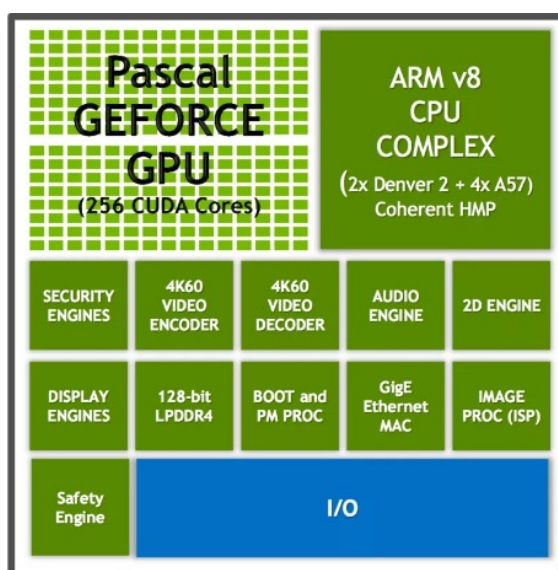 Pascal
GEFORCE
GPU
(256 CUDA Cores)
ARM v8
CPU
COMPLEX
(2x Denver 2 + 4x A57)
Coherent HMP
SECURITY
ENGINES
4K60
VIDEO
ENCODER
4K60
VIDEO
DECODER
AUDIO
ENGINE
2D ENGINE
DISPLAY
ENGINES
128-bit
LPDDR4
BOOT and
PM PROC
GigE
Ethernet
MAC
IMAGE
PROC (ISP)
Safety
Engine
I/O